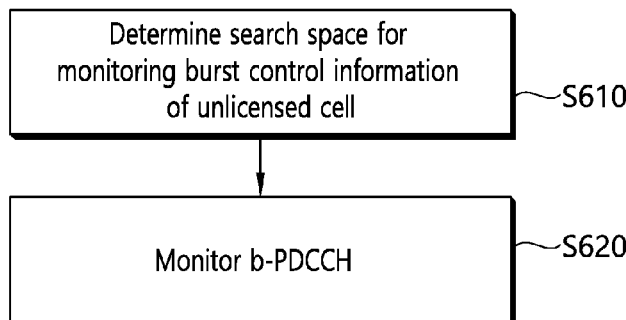 Determine search space for
monitoring burst control information
of unlicensed cell
S610
Monitor b-PDCCH
S620